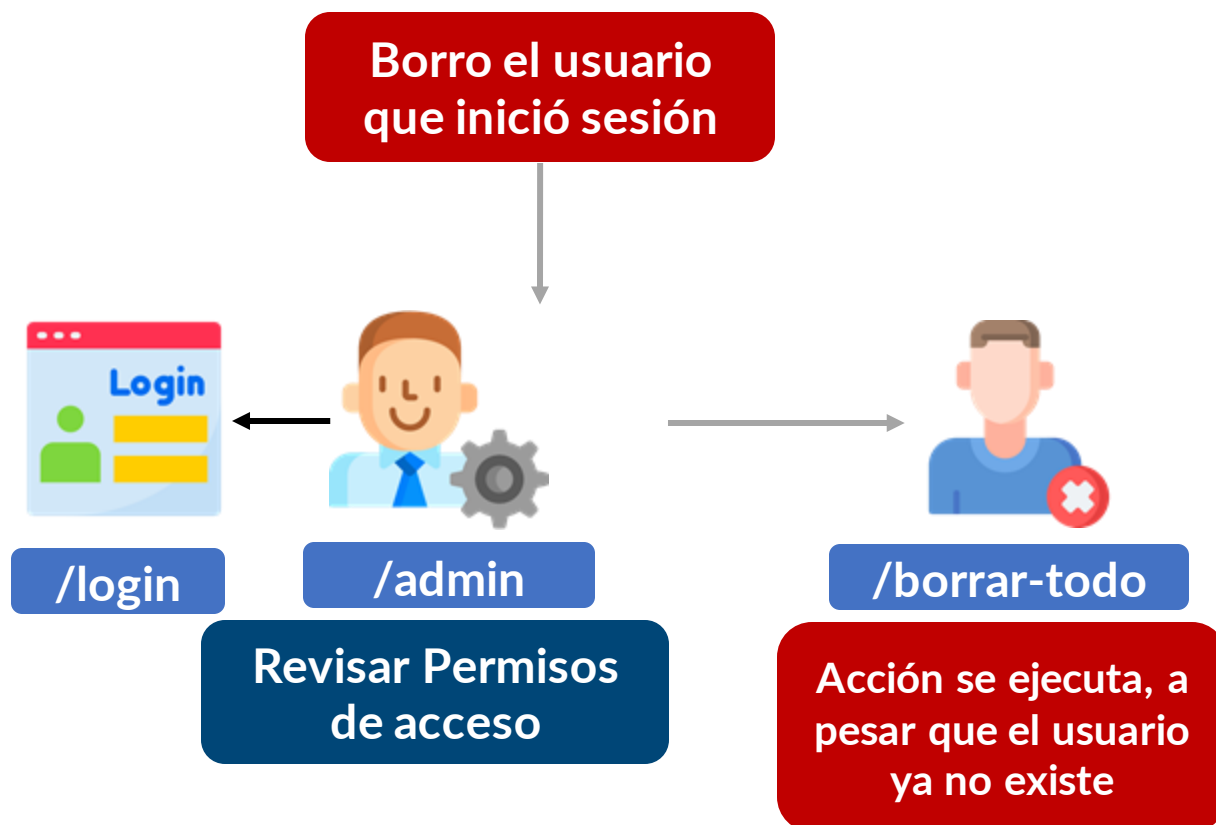 Borro el usuario
que inició sesión
Login
/login
/admin
/borrar-todo
Revisar Permisos
de acceso
Acción se ejecuta, a
pesar que el usuario
ya no existe